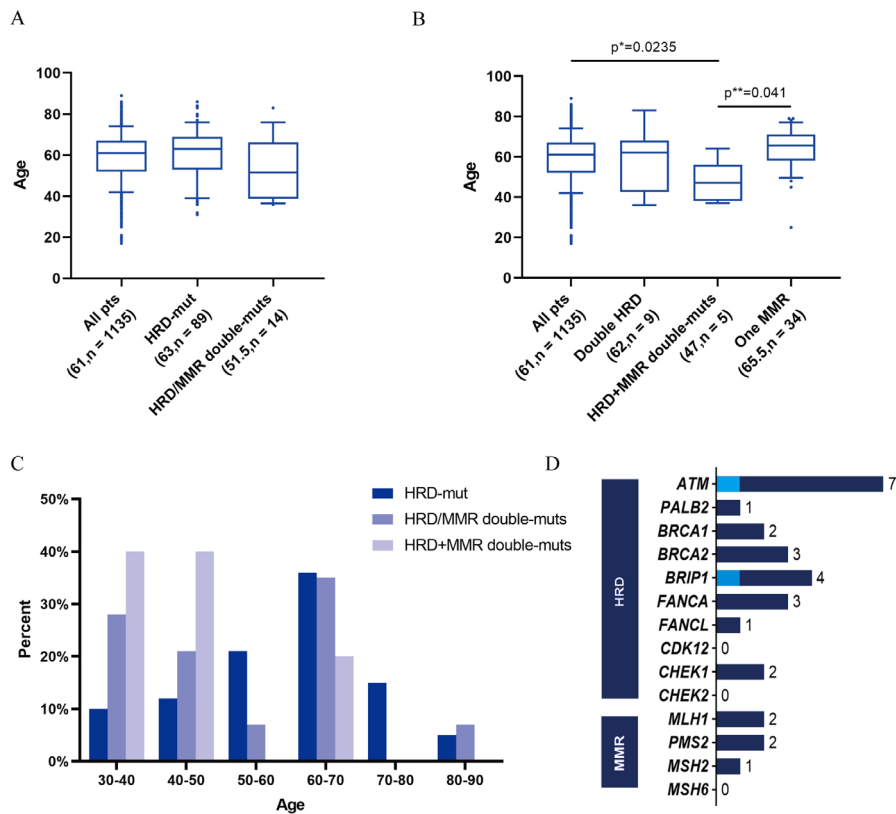 A
100
80
60
40
20
0
Age
All pts
(61,n = 1135)
HRD-mut
(63,n = 89)
HRD/MMR double-muts
(51.5,n = 14)
B
p*=0.0235
p**=0.041
100
80
60
40
20
0
Age
All pts
(61,n = 1135)
Double HRD
(62,n = 9)
HRD+MMR double-muts
(47,n = 5)
One MMR
(65.5,n = 34)
C
HRD-mut
HRD/MMR double-muts
HRD+MMR double-muts
50%
40%
30%
20%
10%
0%
Percent
30-40 40-50 50-60 60-70 70-80 80-90
Age
D
HRD
MMR
ATM 7
PALB2 1
BRCA1 2
BRCA2 3
BRIP1 4
FANCA 3
FANCL 1
CDK12 0
CHEK1 2
CHEK2 0
MLH1 2
PMS2 2
MSH2 1
MSH6 0